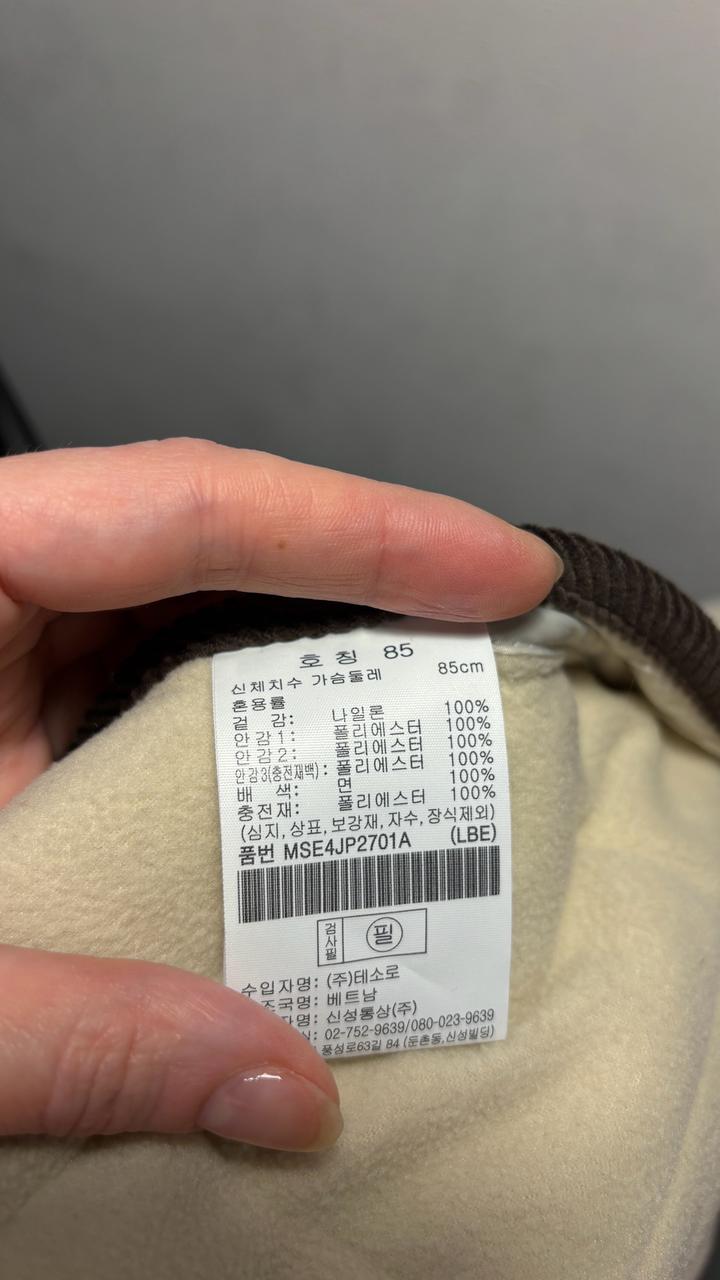 호 칭 85
신체치수 가슴둘레 85cm
혼용률
겉 감: 나일론 100%
안감1: 폴리에스터 100%
안감2: 폴리에스터 100%
안감3(충전재백): 폴리에스터 100%
배 색: 면 100%
충전재: 폴리에스터 100%
(심지, 상표, 보강재, 자수, 장식제외)
품번 MSE4JP2701A (LBE)
검사필 필
수입자명: (주)테소로
조국명: 베트남
자명: 신성통상(주)
02-752-9639/080-023-9639
풍성로63길 84 (둔촌동,신성빌딩)